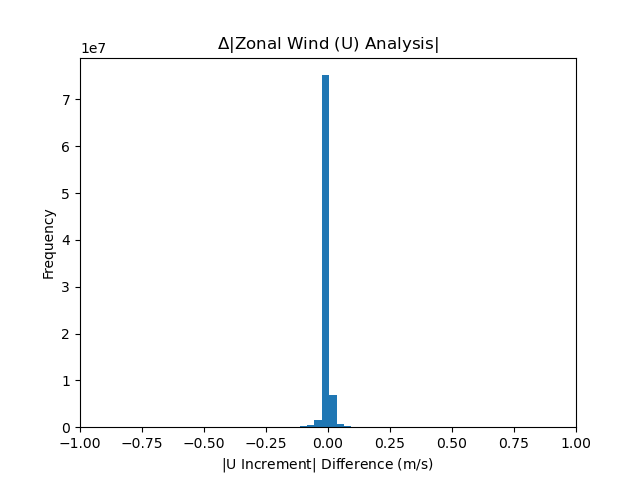 Δ|Zonal Wind (U) Analysis|
1e7
7
6
5
4
3
2
1
0
Frequency
−1.00 −0.75 −0.50 −0.25 0.00 0.25 0.50 0.75 1.00
|U Increment| Difference (m/s)